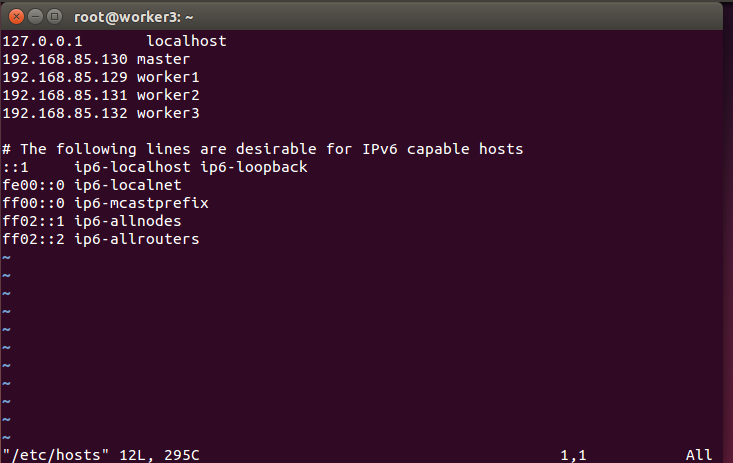 root@worker3: ~
127.0.0.1       localhost
192.168.85.130 master
192.168.85.129 worker1
192.168.85.131 worker2
192.168.85.132 worker3

# The following lines are desirable for IPv6 capable hosts
::1     ip6-localhost ip6-loopback
fe00::0 ip6-localnet
ff00::0 ip6-mcastprefix
ff02::1 ip6-allnodes
ff02::2 ip6-allrouters
~
~
~
~
~
~
~
~
~
~
~
"/etc/hosts" 12L, 295C 1,1 All